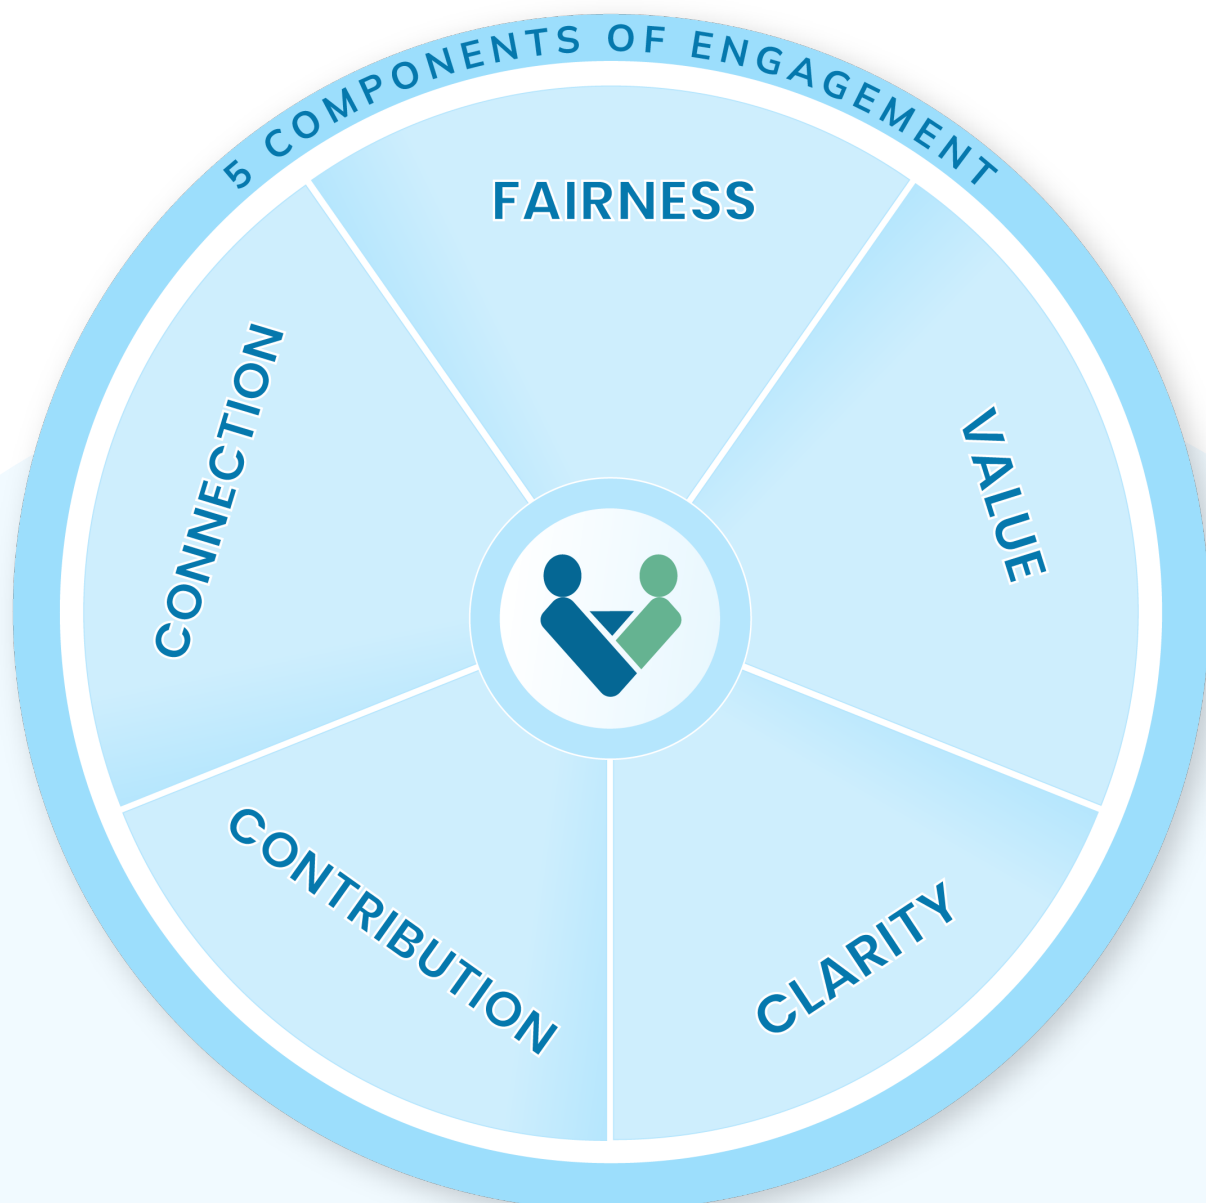 5 COMPONENTS OF ENGAGEMENT
FAIRNESS
VALUE
CLARITY
CONTRIBUTION
CONNECTION